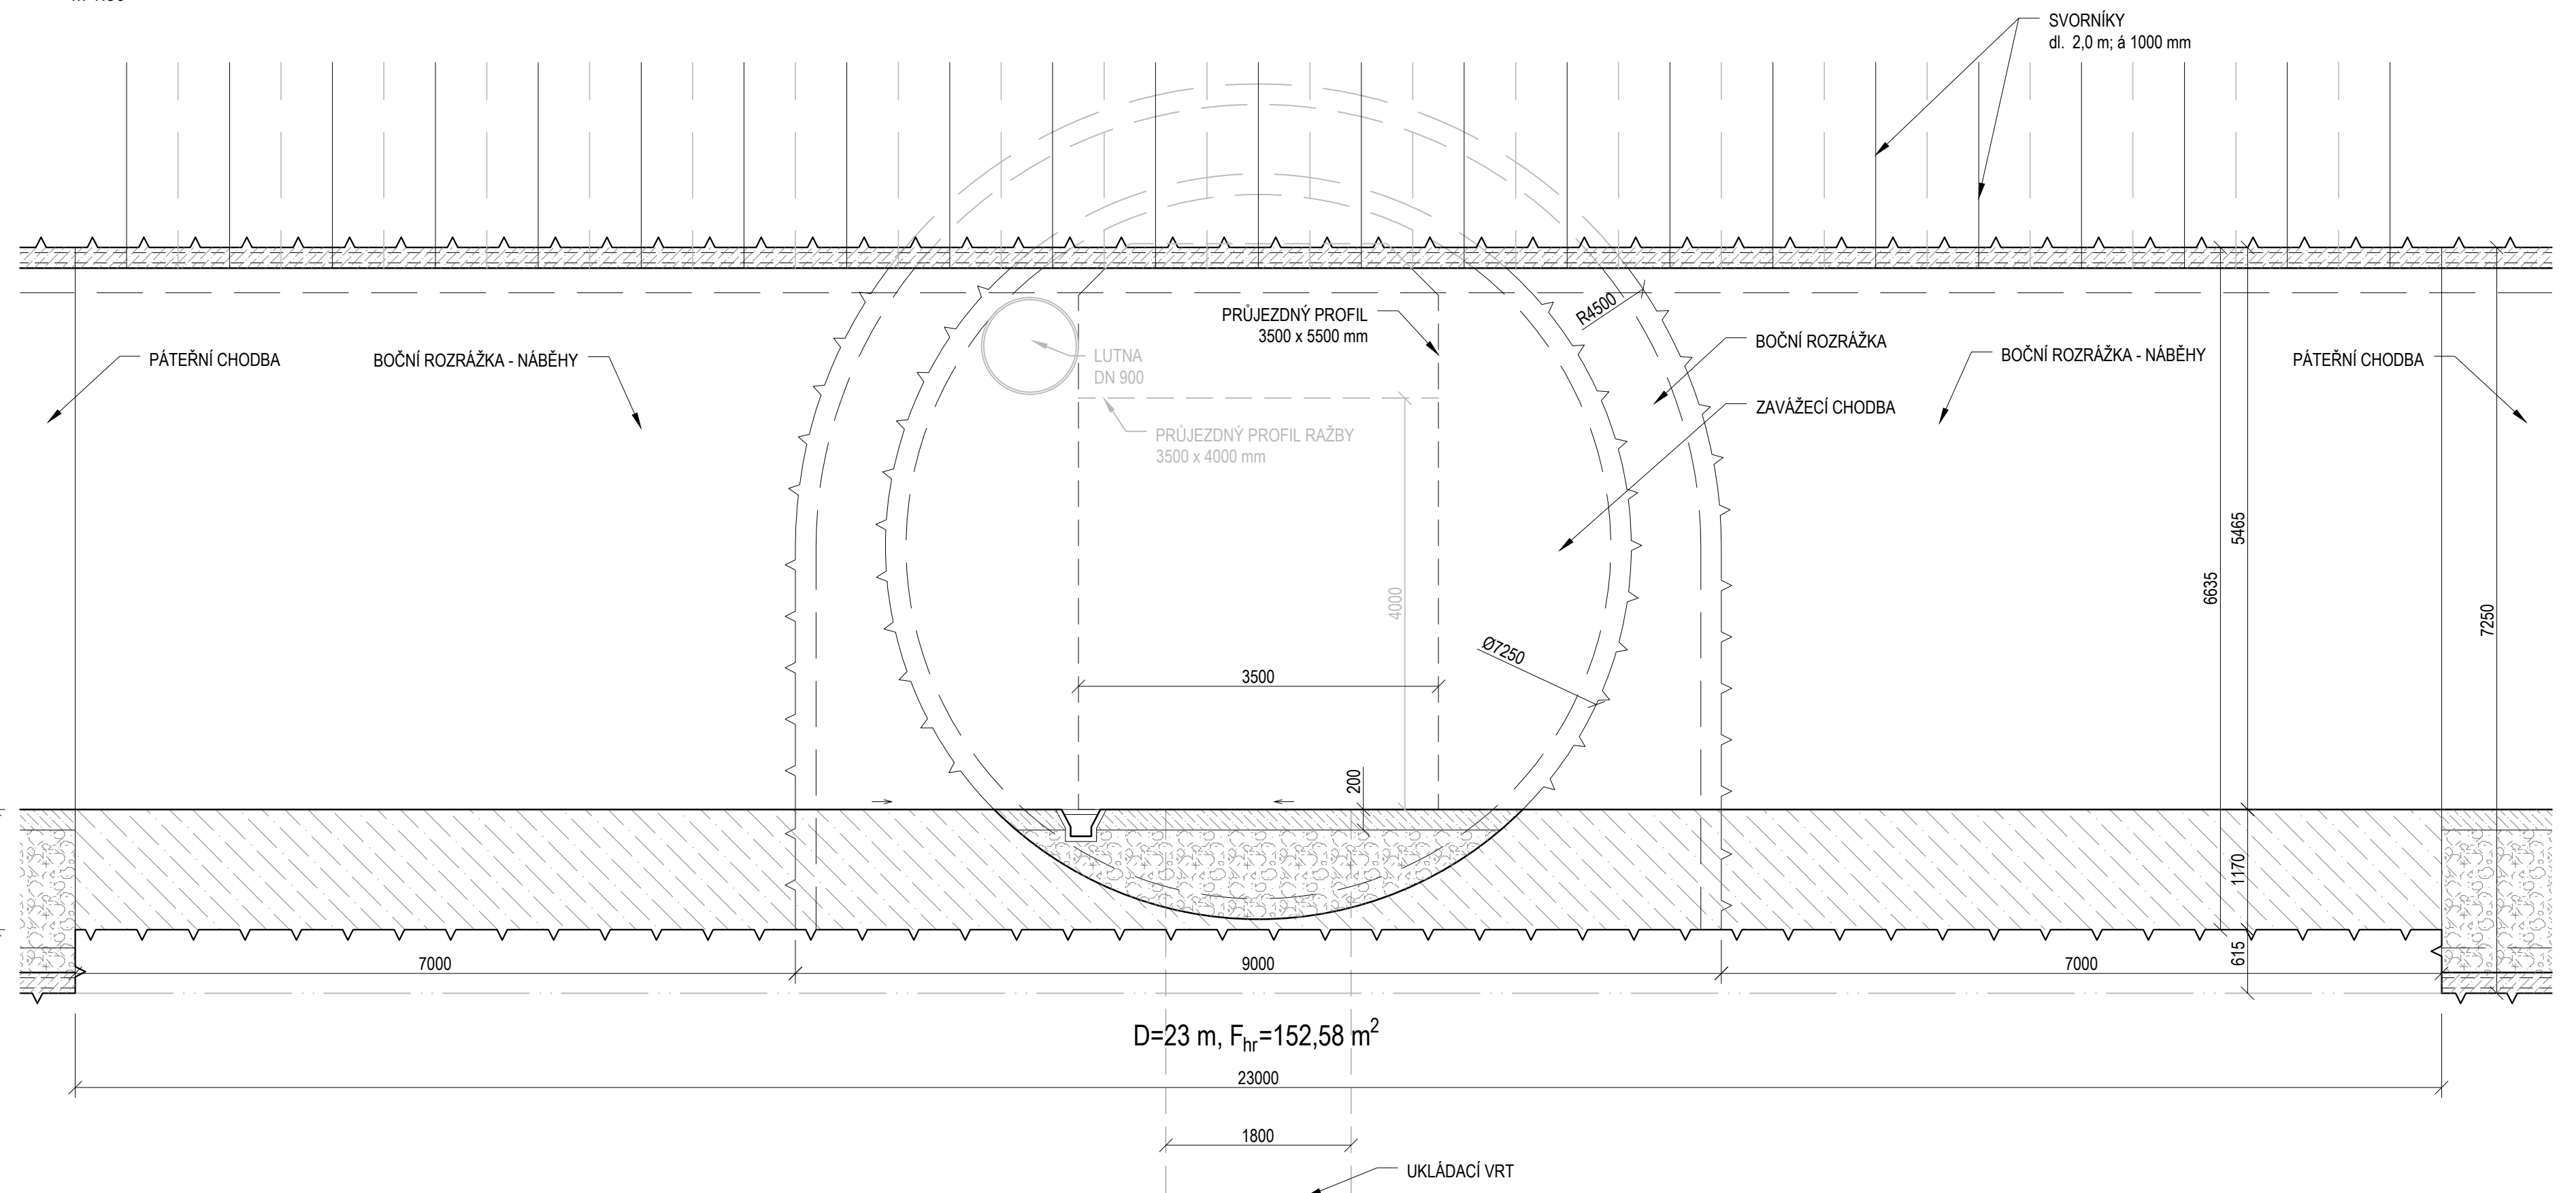 SVORNÍKY
dl. 2,0 m; á 1000 mm
R4500
PRŮJEZDNÝ PROFIL
3500 x 5500 mm
BOČNÍ ROZRÁŽKA
PÁTEŘNÍ CHODBA
BOČNÍ ROZRÁŽKA - NÁBĚHY
LUTNA
DN 900
BOČNÍ ROZRÁŽKA - NÁBĚHY
PÁTEŘNÍ CHODBA
ZAVÁŽECÍ CHODBA
PRŮJEZDNÝ PROFIL RAŽBY
3500 x 4000 mm
5465
6635
4000
7250
Ø7250
3500
200
1170
615
7000
9000
7000
D=23 m, Fhr=152,58 m²
23000
1800
UKLÁDACÍ VRT